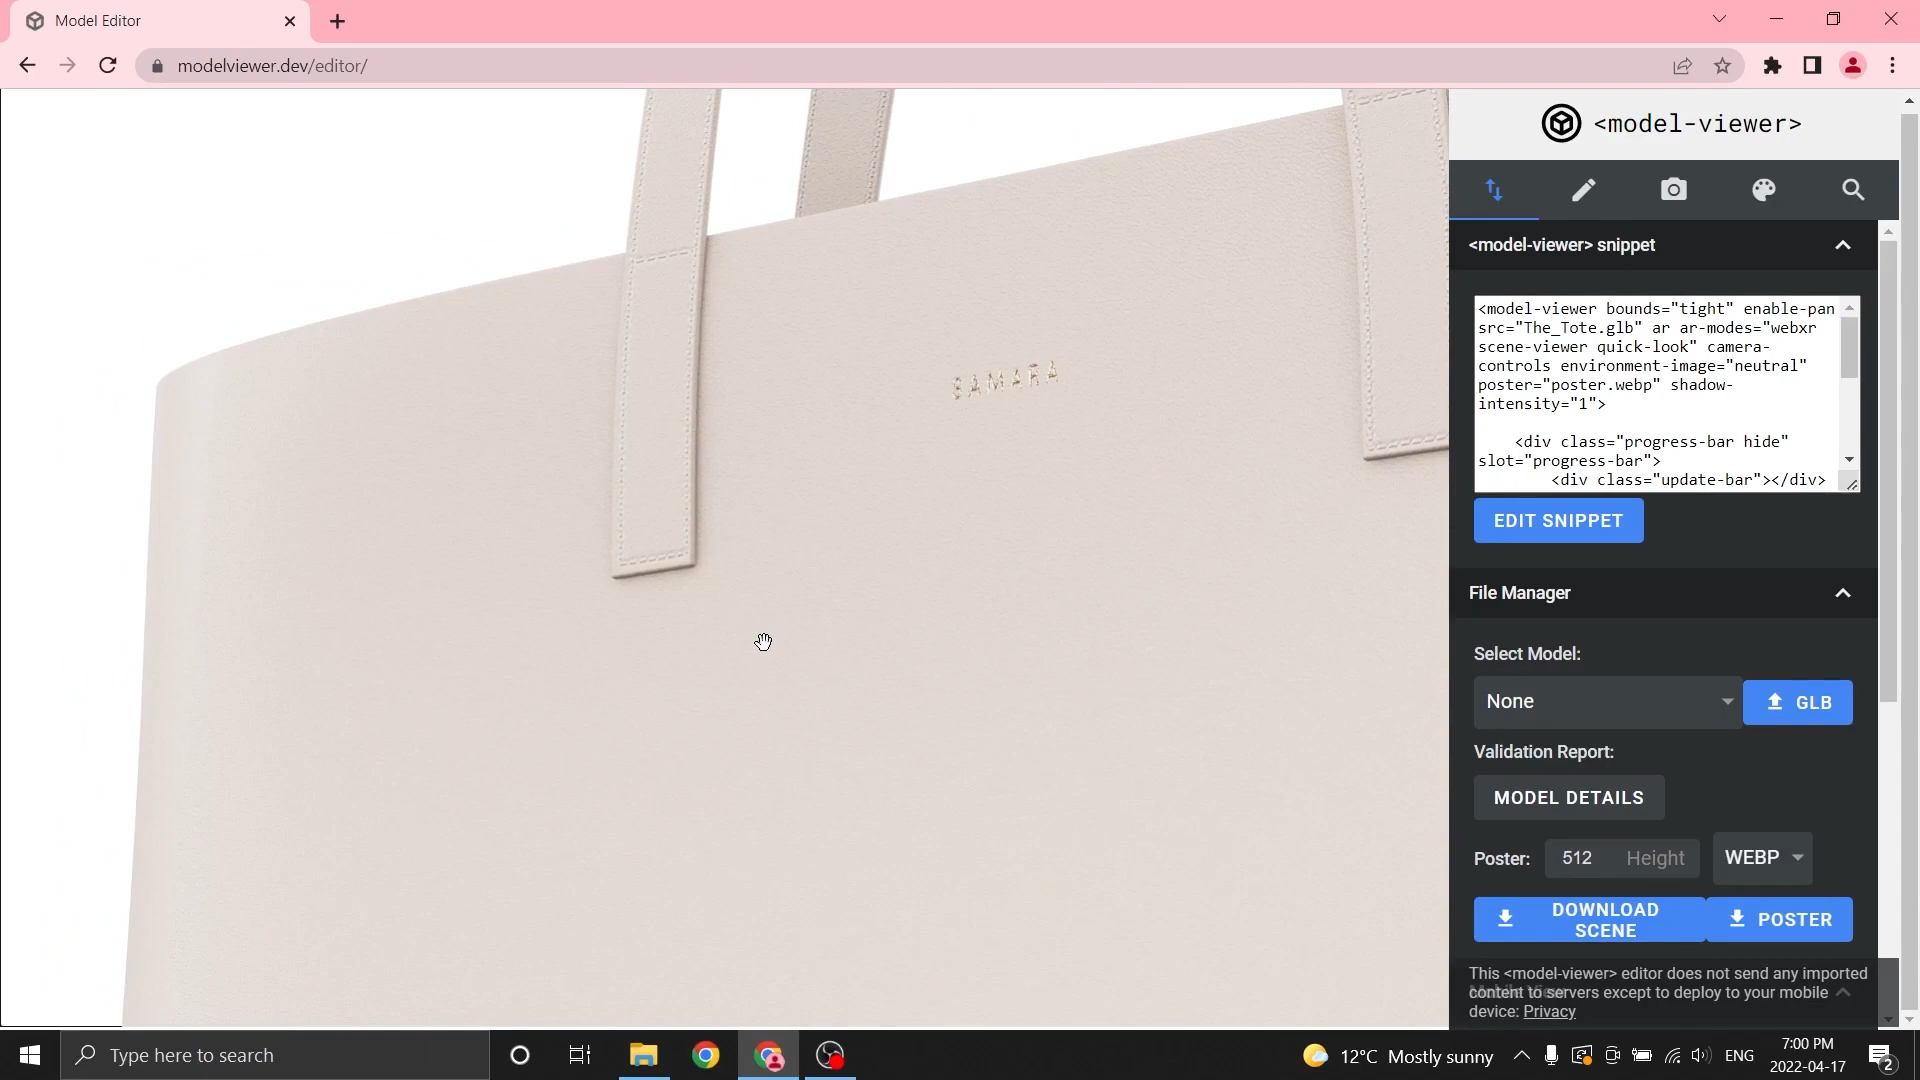 Model Editor
modelviewer.dev/editor/
<model-viewer>
<model-viewer> snippet
<model-viewer bounds="tight" enable-pan
src="The_Tote.glb" ar ar-modes="webxr
scene-viewer quick-look" camera-
controls environment-image="neutral"
poster="poster.webp" shadow-
intensity="1">
<div class="progress-bar hide"
slot="progress-bar">
<div class="update-bar"></div>
EDIT SNIPPET
SAMARA
File Manager
Select Model:
None
GLB
Validation Report:
MODEL DETAILS
Poster:
512
Height
WEBP
DOWNLOAD
SCENE
POSTER
This <model-viewer> editor does not send any imported
content to servers except to deploy to your mobile
device: Privacy
Type here to search
12°C Mostly sunny
ENG
7:00 PM
2022-04-17
2